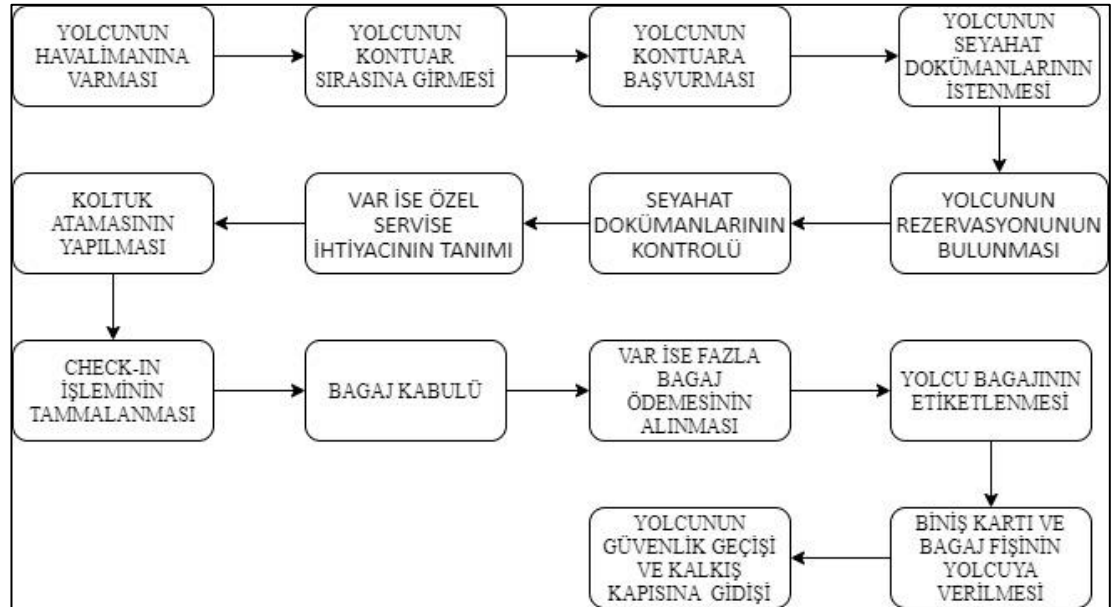 YOLCUNUN
HAVALİMANINA
VARMASI
YOLCUNUN
KONTUAR
SIRASINA GİRMESİ
YOLCUNUN
KONTUARA
BAŞVURMASI
YOLCUNUN
SEYAHAT
DOKÜMANLARININ
İSTENMESİ
YOLCUNUN
REZERVASYONUNUN
BULUNMASI
SEYAHAT
DOKÜMANLARININ
KONTROLÜ
VAR İSE ÖZEL
SERVİSE
İHTİYACININ TANIMI
KOLTUK
ATAMASININ
YAPILMASI
CHECK-IN
İŞLEMİNİN
TAMMALANMASI
BAGAJ KABULÜ
VAR İSE FAZLA
BAGAJ
ÖDEMESİNİN
ALINMASI
YOLCU BAGAJININ
ETİKETLENMESİ
BİNİŞ KARTI VE
BAGAJ FİŞİNİN
YOLCUYA
VERİLMESİ
YOLCUNUN
GÜVENLİK GEÇİŞİ
VE KALKIŞ
KAPISINA GİDİŞİ